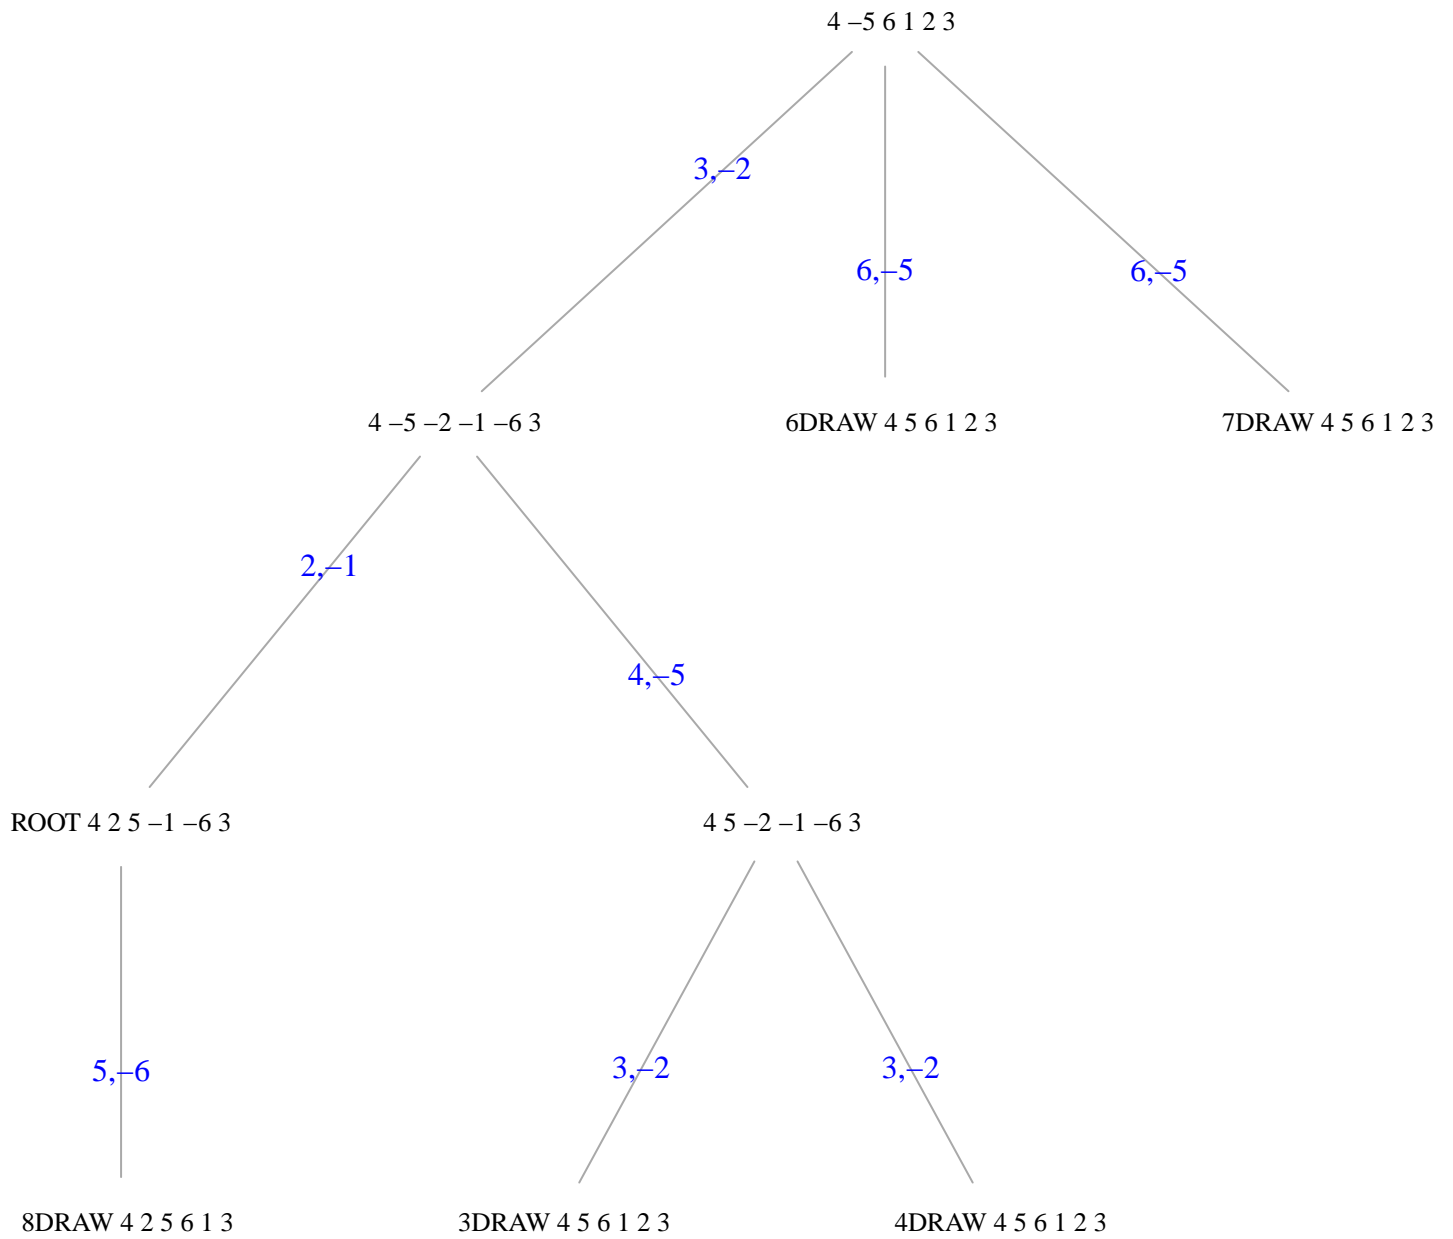 4 –5 6 1 2 3
3,–2
6,–5
6,–5
4 –5 –2 –1 –6 3
6DRAW 4 5 6 1 2 3
7DRAW 4 5 6 1 2 3
2,–1
4,–5
ROOT 4 2 5 –1 –6 3
4 5 –2 –1 –6 3
5,–6
3,–2
3,–2
8DRAW 4 2 5 6 1 3
3DRAW 4 5 6 1 2 3
4DRAW 4 5 6 1 2 3